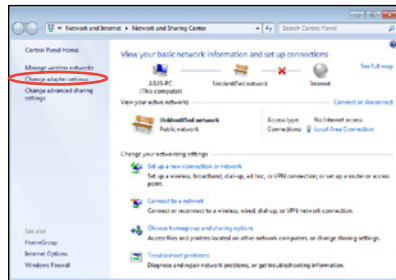 Network and Internet ▸ Network and Sharing Center
Search Control Panel
Control Panel Home
Manage wireless networks
Change adapter settings
Change advanced sharing
settings
View your basic network information and set up connections
See full map
ASUS-PC
(This computer)
Unidentified network
Internet
View your active networks
Connect or disconnect
Unidentified network
Public network
Access type: No Internet access
Connections: Local Area Connection
Change your networking settings
Set up a new connection or network
Set up a wireless, broadband, dial-up, ad hoc, or VPN connection; or set up a router or access
point.
Connect to a network
Connect or reconnect to a wireless, wired, dial-up, or VPN network connection.
Choose homegroup and sharing options
Access files and printers located on other network computers, or change sharing settings.
Troubleshoot problems
Diagnose and repair network problems, or get troubleshooting information.
See also
HomeGroup
Internet Options
Windows Firewall